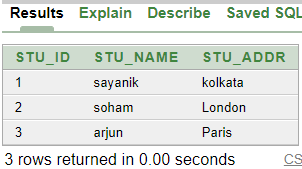 Results Explain Describe Saved SQL
STU_ID STU_NAME STU_ADDR
1 sayanik kolkata
2 soham London
3 arjun Paris
3 rows returned in 0.00 seconds CS